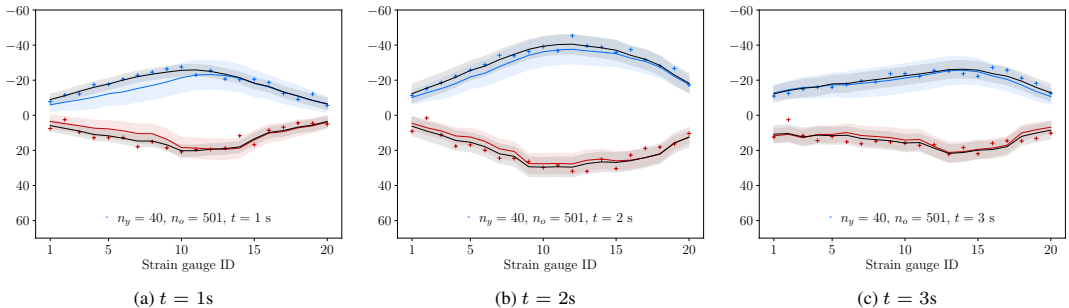 −60
−40
−20
0
20
40
60
n_y = 40, n_o = 501, t = 1 s
1 5 10 15 20
Strain gauge ID
(a) t = 1s
−60
−40
−20
0
20
40
60
n_y = 40, n_o = 501, t = 2 s
1 5 10 15 20
Strain gauge ID
(b) t = 2s
−60
−40
−20
0
20
40
60
n_y = 40, n_o = 501, t = 3 s
1 5 10 15 20
Strain gauge ID
(c) t = 3s